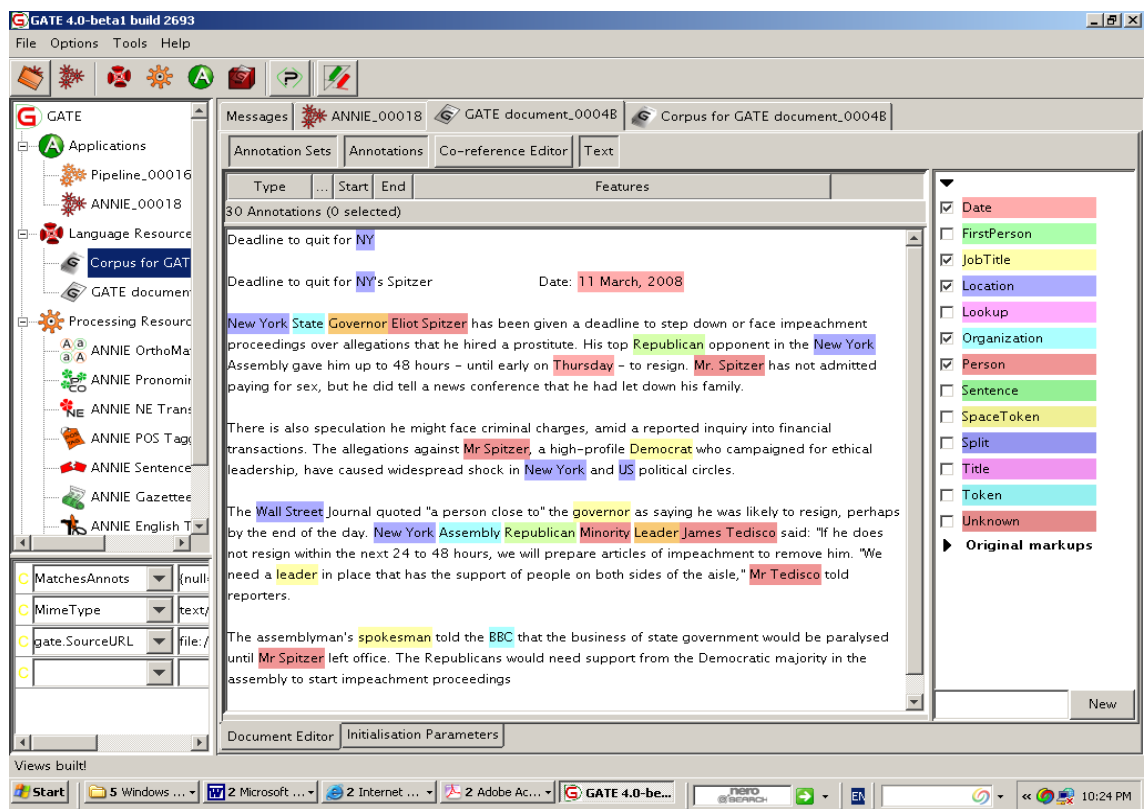 GATE 4.0-beta1 build 2693
File Options Tools Help
GATE
Applications
Pipeline_00016
ANNIE_00018
Language Resource
Corpus for GAT
GATE documen
Processing Resourc
ANNIE OrthoMa
ANNIE Pronomin
ANNIE NE Trans
ANNIE POS Tagg
ANNIE Sentence
ANNIE Gazettee
ANNIE English T
C MatchesAnnots {null=
C MimeType text/
C gate.SourceURL file:/
C
Messages ANNIE_00018 GATE document_0004B Corpus for GATE document_0004B
Annotation Sets Annotations Co-reference Editor Text
Type ... Start End Features
30 Annotations (0 selected)
Deadline to quit for NY
Deadline to quit for NY's Spitzer Date: 11 March, 2008
New York State Governor Eliot Spitzer has been given a deadline to step down or face impeachment
proceedings over allegations that he hired a prostitute. His top Republican opponent in the New York
Assembly gave him up to 48 hours – until early on Thursday – to resign. Mr. Spitzer has not admitted
paying for sex, but he did tell a news conference that he had let down his family.
There is also speculation he might face criminal charges, amid a reported inquiry into financial
transactions. The allegations against Mr Spitzer, a high-profile Democrat who campaigned for ethical
leadership, have caused widespread shock in New York and US political circles.
The Wall Street Journal quoted "a person close to" the governor as saying he was likely to resign, perhaps
by the end of the day. New York Assembly Republican Minority Leader James Tedisco said: "If he does
not resign within the next 24 to 48 hours, we will prepare articles of impeachment to remove him. "We
need a leader in place that has the support of people on both sides of the aisle," Mr Tedisco told
reporters.
The assemblyman's spokesman told the BBC that the business of state government would be paralysed
until Mr Spitzer left office. The Republicans would need support from the Democratic majority in the
assembly to start impeachment proceedings
Date
FirstPerson
JobTitle
Location
Lookup
Organization
Person
Sentence
SpaceToken
Split
Title
Token
Unknown
Original markups
New
Document Editor Initialisation Parameters
Views built!
Start 5 Windows ... 2 Microsoft ... 2 Internet ... 2 Adobe Ac... GATE 4.0-be... nero SEARCH EN « 10:24 PM